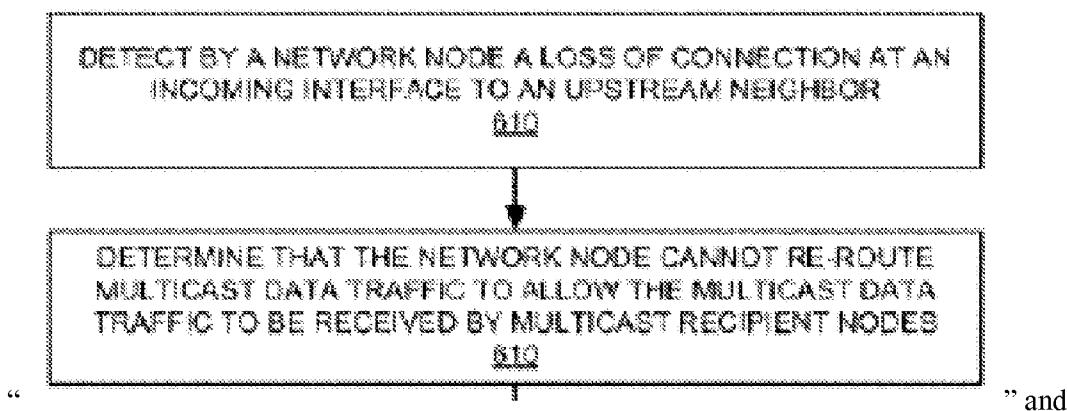 DETECT BY A NETWORK NODE A LOSS OF CONNECTION AT AN
INCOMING INTERFACE TO AN UPSTREAM NEIGHBOR
610
DETERMINE THAT THE NETWORK NODE CANNOT RE-ROUTE
MULTICAST DATA TRAFFIC TO ALLOW THE MULTICAST DATA
TRAFFIC TO BE RECEIVED BY MULTICAST RECIPIENT NODES
610
“ ” and